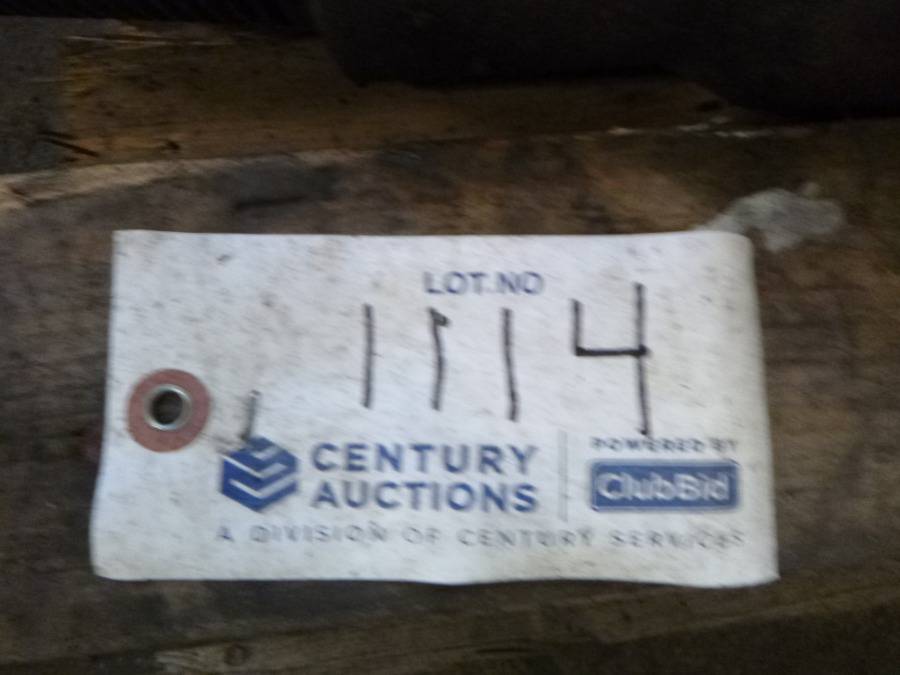 LOT NO
1114
CENTURY AUCTIONS
POWERED BY
ClubBid
A DIVISION OF CENTURY SERVICES